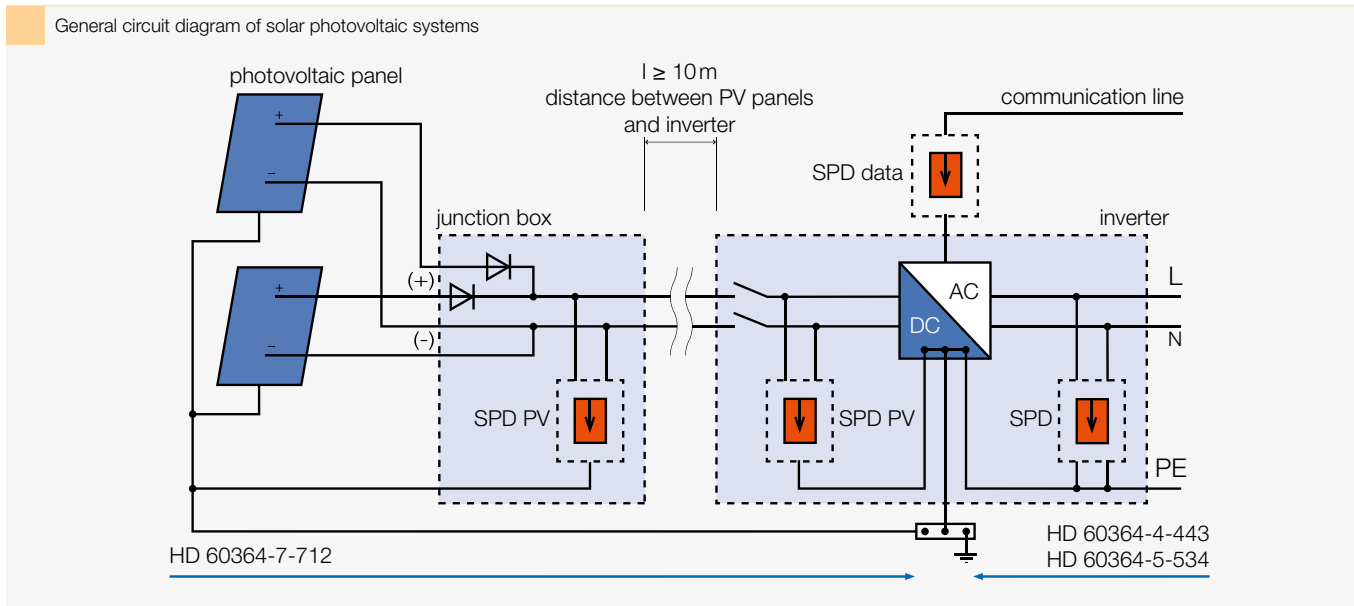 General circuit diagram of solar photovoltaic systems
photovoltaic panel
l ≥ 10 m
distance between PV panels
and inverter
communication line
SPD data
junction box
inverter
+
−
+
−
(+)
(-)
AC
DC
L
N
SPD PV
SPD PV
SPD
PE
HD 60364-7-712
HD 60364-4-443
HD 60364-5-534